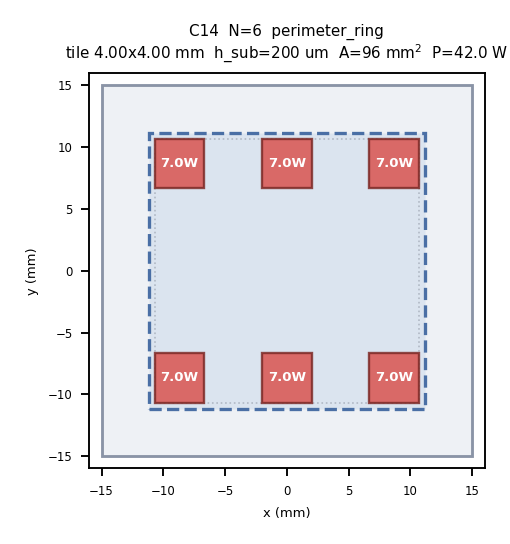 C14 N=6 perimeter_ring
tile 4.00x4.00 mm h_sub=200 um A=96 mm² P=42.0 W
15
10
5
0
−5
−10
−15
y (mm)
7.0W 7.0W 7.0W
7.0W 7.0W 7.0W
−15 −10 −5 0 5 10 15
x (mm)